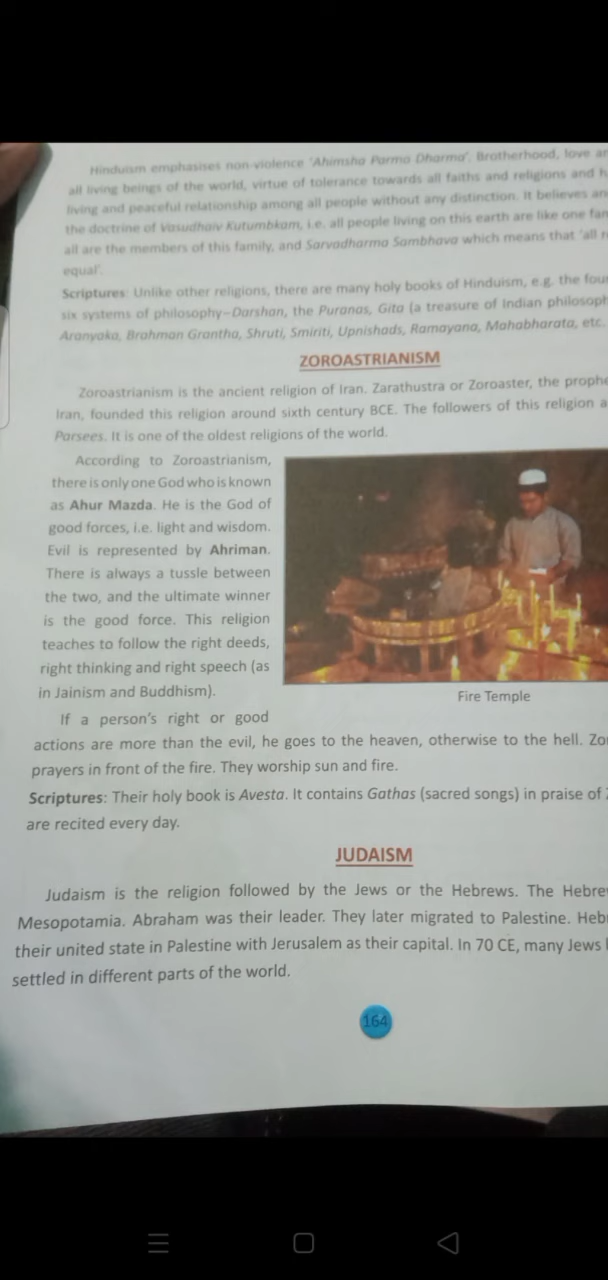 Hinduism emphasises non-violence 'Ahimsha Parmo Dharma'. Brotherhood, love
all living beings of the world, virtue of tolerance towards all faiths and religions and
living and peaceful relationship among all people without any distinction. It believes
the doctrine of Vasudhaiv Kutumbkam, i.e. all people living on this earth are like one
all are the members of this family, and Sarvadharma Sambhava which means that 'all
equal'.
Scriptures: Unlike other religions, there are many holy books of Hinduism, e.g. the
six systems of philosophy–Darshan, the Puranas, Gita (a treasure of Indian
Aranyaka, Brahman Grantha, Shruti, Smiriti, Upnishads, Ramayana, Mahabharata, etc.
ZOROASTRIANISM
Zoroastrianism is the ancient religion of Iran. Zarathustra or Zoroaster, the
Iran, founded this religion around sixth century BCE. The followers of this religion
Parsees. It is one of the oldest religions of the world.
According to Zoroastrianism,
there is only one God who is known
as Ahur Mazda. He is the God of
good forces, i.e. light and wisdom.
Evil is represented by Ahriman.
There is always a tussle between
the two, and the ultimate winner
is the good force. This religion
teaches to follow the right deeds,
right thinking and right speech (as
in Jainism and Buddhism).
Fire Temple
If a person's right or good
actions are more than the evil, he goes to the heaven, otherwise to the hell.
prayers in front of the fire. They worship sun and fire.
Scriptures: Their holy book is Avesta. It contains Gathas (sacred songs) in praise of
are recited every day.
JUDAISM
Judaism is the religion followed by the Jews or the Hebrews. The
Mesopotamia. Abraham was their leader. They later migrated to Palestine.
their united state in Palestine with Jerusalem as their capital. In 70 CE, many Jews
settled in different parts of the world.
164